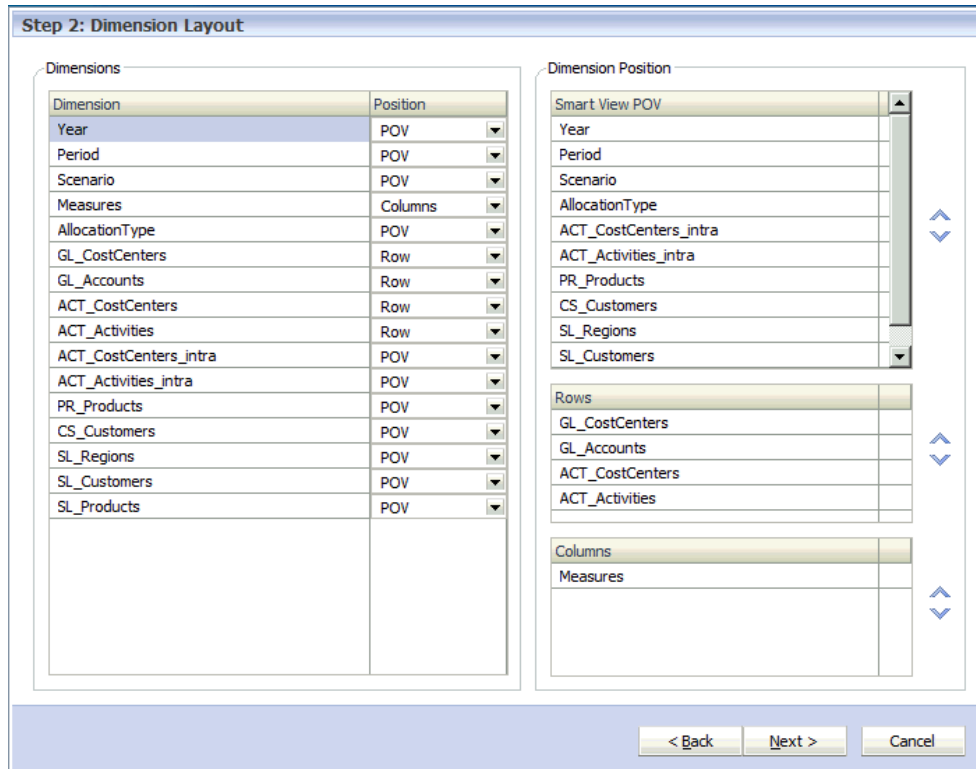 Step 2: Dimension Layout
Dimensions
Dimension Position
Year POV
Period POV
Scenario POV
Measures Columns
AllocationType POV
GL_CostCenters Row
GL_Accounts Row
ACT_CostCenters Row
ACT_Activities Row
ACT_CostCenters_intra POV
ACT_Activities_intra POV
PR_Products POV
CS_Customers POV
SL_Regions POV
SL_Customers POV
SL_Products POV
Dimension Position
Smart View POV
Year
Period
Scenario
AllocationType
ACT_CostCenters_intra
ACT_Activities_intra
PR_Products
CS_Customers
SL_Regions
SL_Customers
Rows
GL_CostCenters
GL_Accounts
ACT_CostCenters
ACT_Activities
Columns
Measures
< Back Next > Cancel